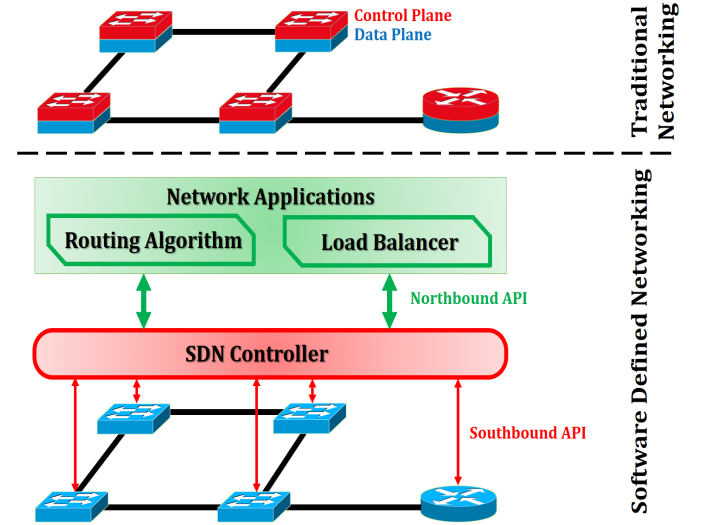 Control Plane
Data Plane
Traditional
Networking
Network Applications
Routing Algorithm
Load Balancer
Northbound API
SDN Controller
Southbound API
Software Defined Networking